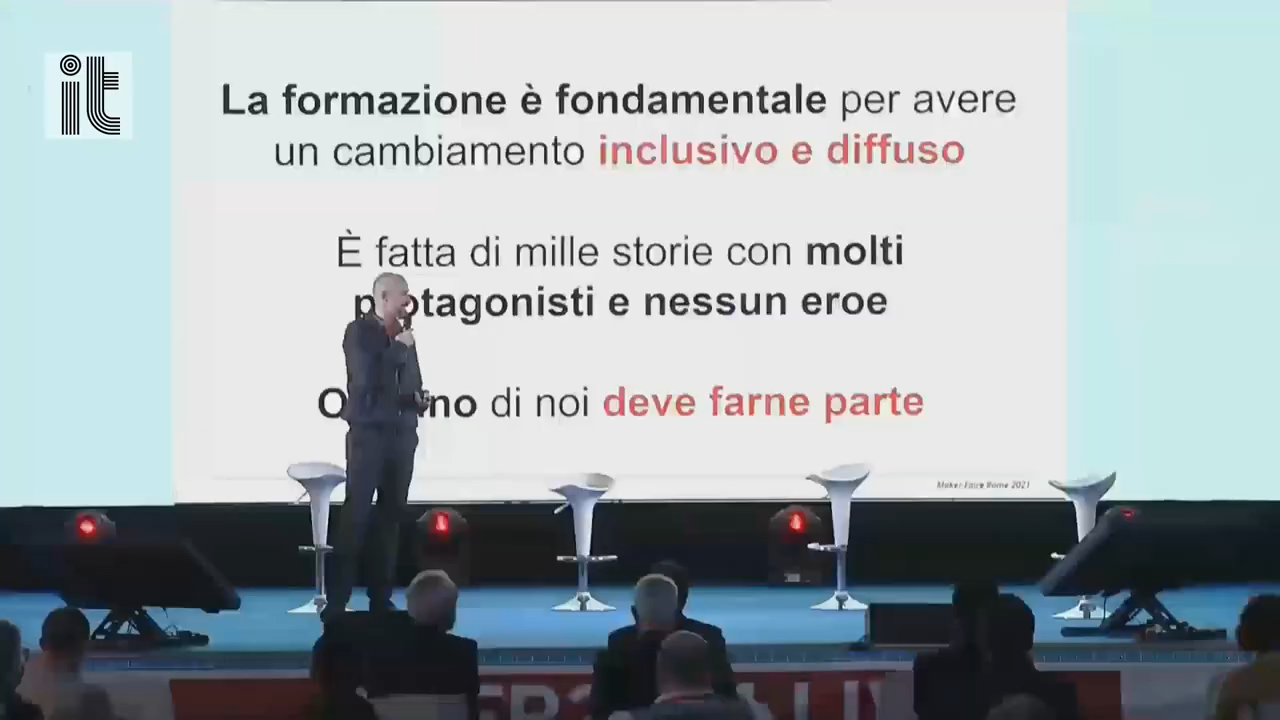 it
La formazione è fondamentale per avere
un cambiamento inclusivo e diffuso
È fatta di mille storie con molti
protagonisti e nessun eroe
di noi deve farne parte
Maker Faire Rome 2021